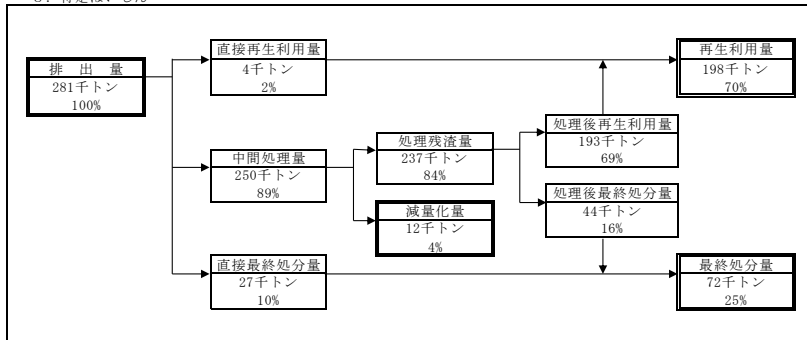 直接再生利用量
4千トン
2%
再生利用量
198千トン
70%
排 出 量
281千トン
100%
中間処理量
250千トン
89%
処理残渣量
237千トン
84%
処理後再生利用量
193千トン
69%
減量化量
12千トン
4%
処理後最終処分量
44千トン
16%
直接最終処分量
27千トン
10%
最終処分量
72千トン
25%